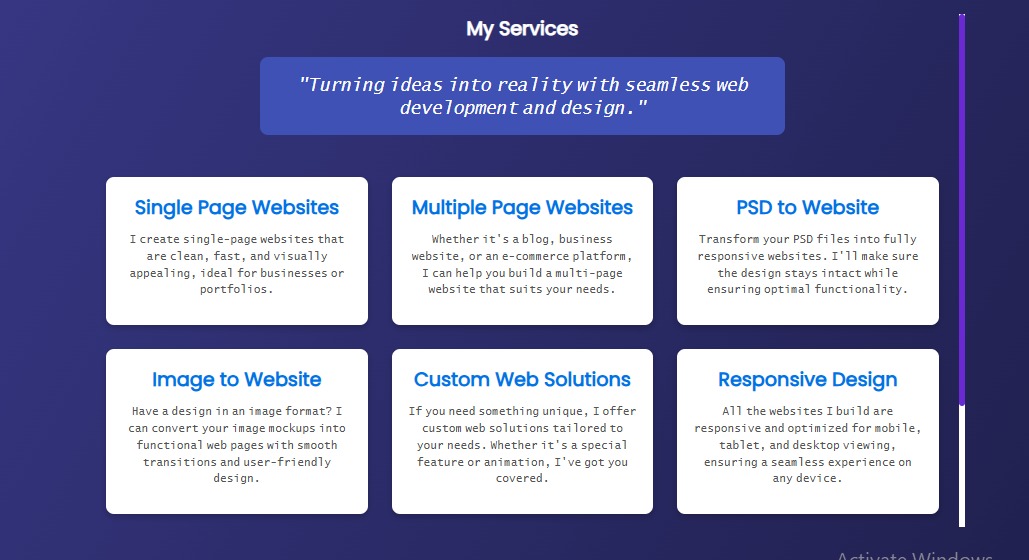 My Services
"Turning ideas into reality with seamless web
development and design."
Single Page Websites
I create single-page websites that
are clean, fast, and visually
appealing, ideal for businesses or
portfolios.
Multiple Page Websites
Whether it's a blog, business
website, or an e-commerce platform,
I can help you build a multi-page
website that suits your needs.
PSD to Website
Transform your PSD files into fully
responsive websites. I'll make sure
the design stays intact while
ensuring optimal functionality.
Image to Website
Have a design in an image format? I
can convert your image mockups into
functional web pages with smooth
transitions and user-friendly
design.
Custom Web Solutions
If you need something unique, I offer
custom web solutions tailored to
your needs. Whether it's a special
feature or animation, I've got you
covered.
Responsive Design
All the websites I build are
responsive and optimized for mobile,
tablet, and desktop viewing,
ensuring a seamless experience on
any device.
Activate Windows